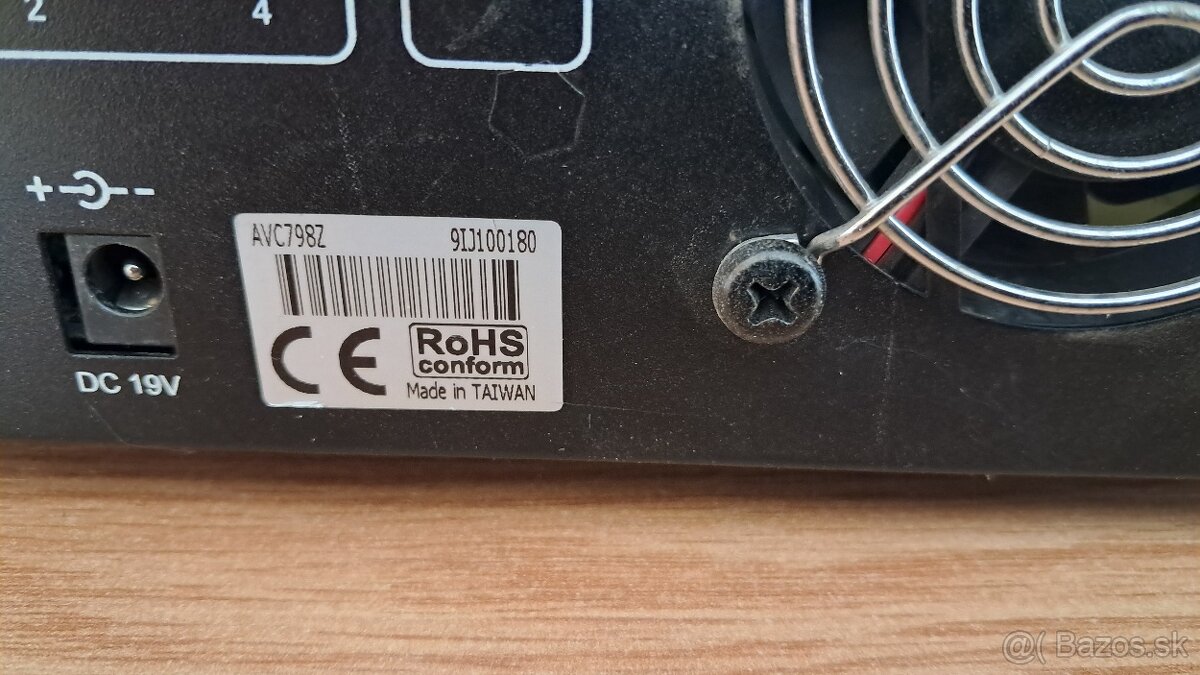 2 4
+ -
DC 19V
AVC798Z 9IJ100180
CE
RoHS
conform
Made in TAIWAN
@( Bazos.sk